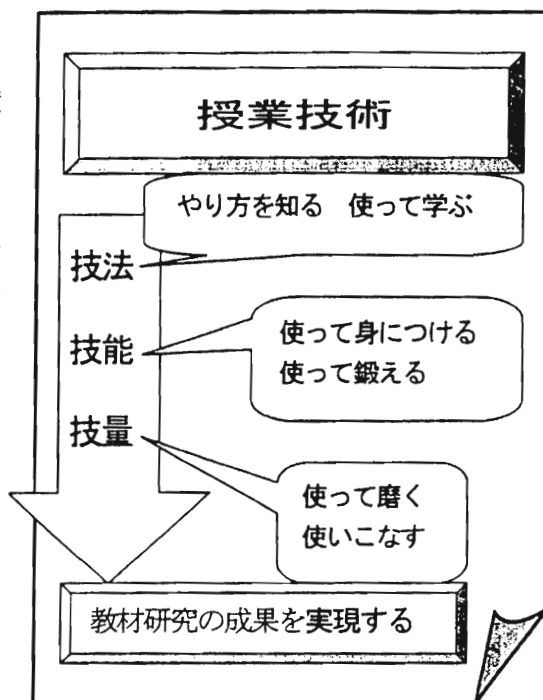 授業技術
やり方を知る 使って学ぶ
技法
技能
使って身につける
使って鍛える
技量
使って磨く
使いこなす
教材研究の成果を実現する